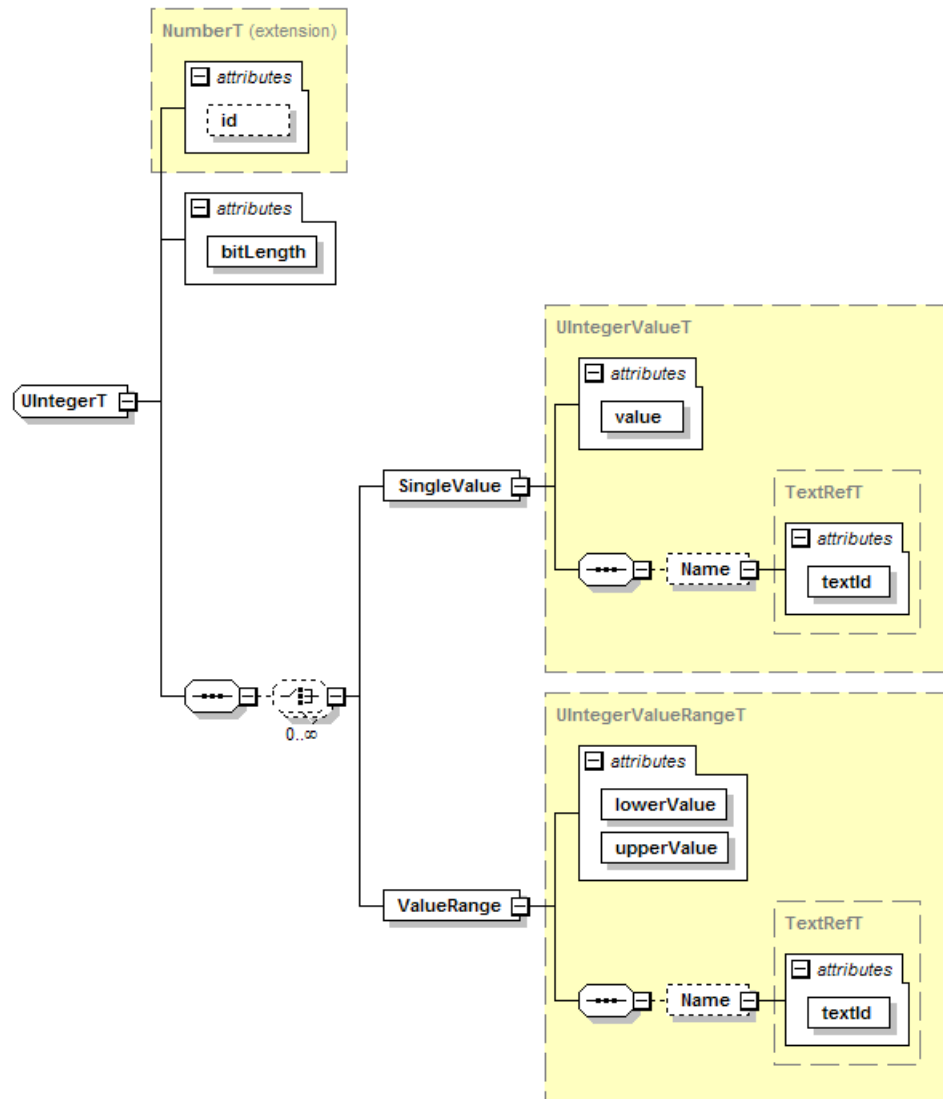 NumberT (extension)
attributes
id
attributes
bitLength
UIntegerValueT
attributes
UIntegerT
value
SingleValue
TextRefT
attributes
Name
textId
0..∞
UIntegerValueRangeT
attributes
lowerValue
upperValue
ValueRange
TextRefT
attributes
Name
textId